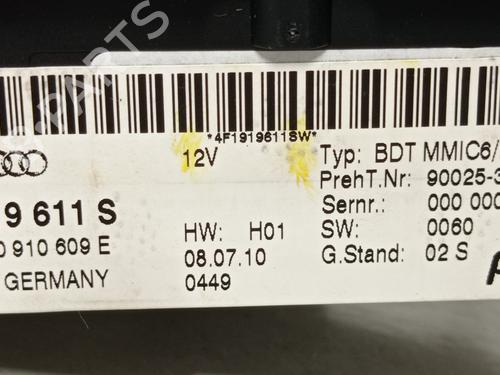 *4F1919611SW*
12V
Typ: BDT MMIC6/
PrehT.Nr: 90025-3
9 611 S
Sernr.: 000 000
910 609 E
HW: H01
SW: 0060
GERMANY
08.07.10
G.Stand: 02 S
0449
PARTS